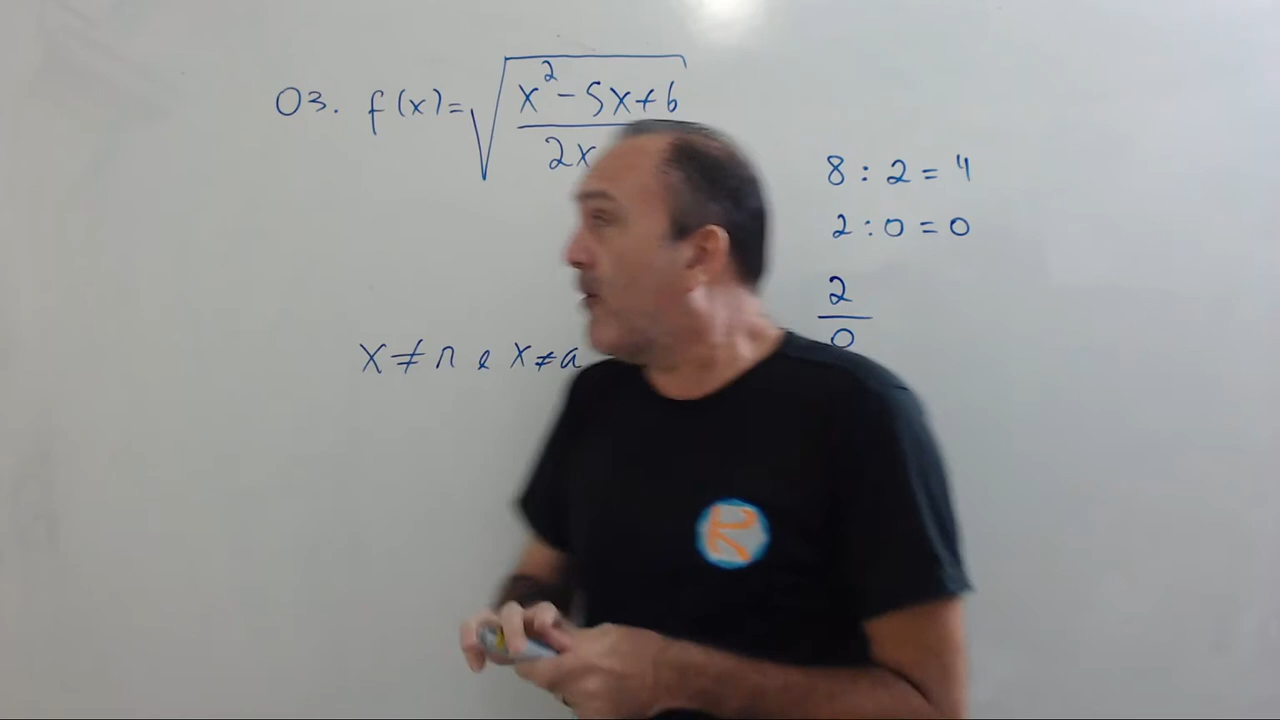 03. f(x)=√(x²-5x+6)/(2x
x≠n e x≠a
8 : 2 = 4
2 : 0 = 0
2
0
R